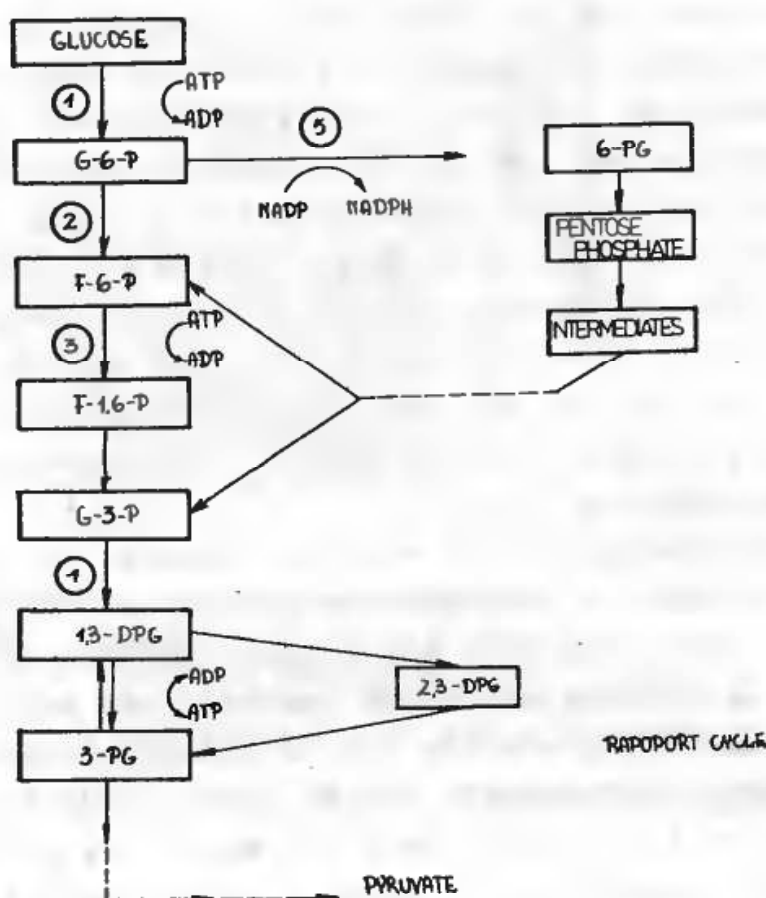 GLUCOSE
1
ATP
ADP
5
G-6-P
6-PG
NADP
NADPH
2
PENTOSE
PHOSPHATE
F-6-P
ATP
3
ADP
INTERMEDIATES
F-1,6-P
G-3-P
1
1,3-DPG
ADP
2,3-DPG
ATP
3-PG
RAPOPORT CYCLE
PYRUVATE